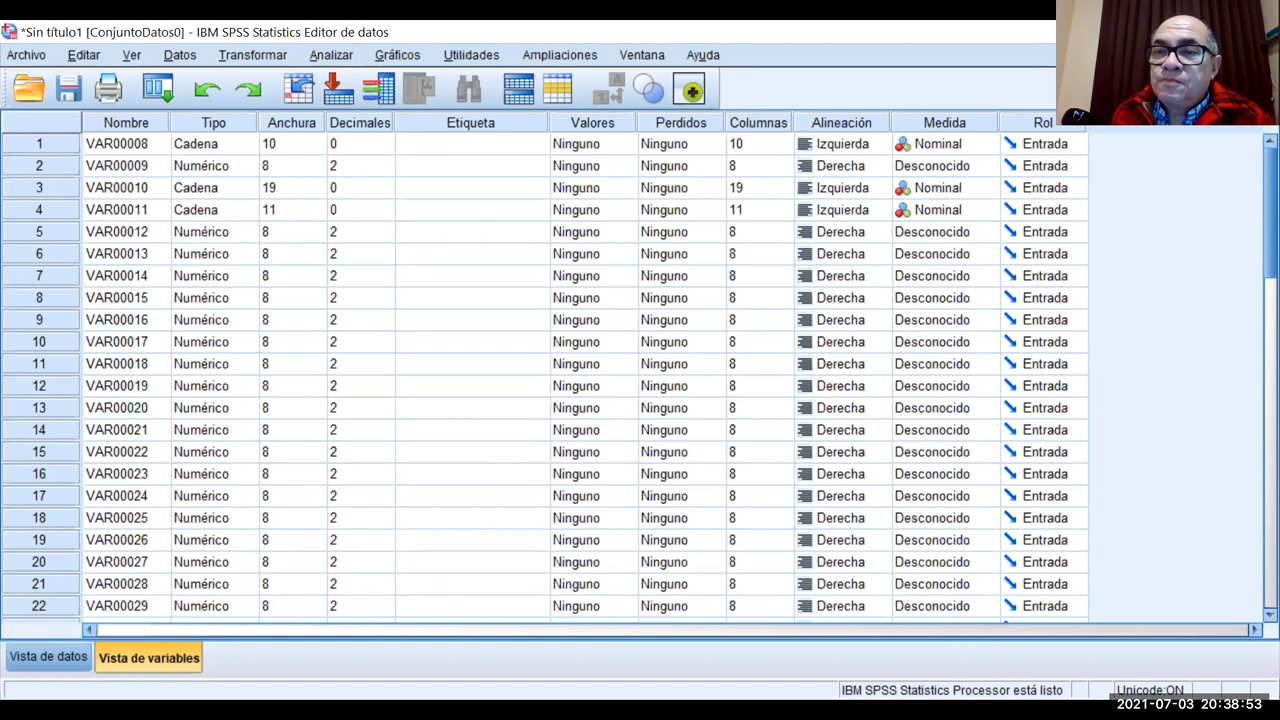 *Sin título1 [ConjuntoDatos0] - IBM SPSS Statistics Editor de datos
Archivo Editar Ver Datos Transformar Analizar Gráficos Utilidades Ampliaciones Ventana Ayuda
Nombre Tipo Anchura Decimales Etiqueta Valores Perdidos Columnas Alineación Medida Rol
1 VAR00008 Cadena 10 0 Ninguno Ninguno 10 Izquierda Nominal Entrada
2 VAR00009 Numérico 8 2 Ninguno Ninguno 8 Derecha Desconocido Entrada
3 VAR00010 Cadena 19 0 Ninguno Ninguno 19 Izquierda Nominal Entrada
4 VAR00011 Cadena 11 0 Ninguno Ninguno 11 Izquierda Nominal Entrada
5 VAR00012 Numérico 8 2 Ninguno Ninguno 8 Derecha Desconocido Entrada
6 VAR00013 Numérico 8 2 Ninguno Ninguno 8 Derecha Desconocido Entrada
7 VAR00014 Numérico 8 2 Ninguno Ninguno 8 Derecha Desconocido Entrada
8 VAR00015 Numérico 8 2 Ninguno Ninguno 8 Derecha Desconocido Entrada
9 VAR00016 Numérico 8 2 Ninguno Ninguno 8 Derecha Desconocido Entrada
10 VAR00017 Numérico 8 2 Ninguno Ninguno 8 Derecha Desconocido Entrada
11 VAR00018 Numérico 8 2 Ninguno Ninguno 8 Derecha Desconocido Entrada
12 VAR00019 Numérico 8 2 Ninguno Ninguno 8 Derecha Desconocido Entrada
13 VAR00020 Numérico 8 2 Ninguno Ninguno 8 Derecha Desconocido Entrada
14 VAR00021 Numérico 8 2 Ninguno Ninguno 8 Derecha Desconocido Entrada
15 VAR00022 Numérico 8 2 Ninguno Ninguno 8 Derecha Desconocido Entrada
16 VAR00023 Numérico 8 2 Ninguno Ninguno 8 Derecha Desconocido Entrada
17 VAR00024 Numérico 8 2 Ninguno Ninguno 8 Derecha Desconocido Entrada
18 VAR00025 Numérico 8 2 Ninguno Ninguno 8 Derecha Desconocido Entrada
19 VAR00026 Numérico 8 2 Ninguno Ninguno 8 Derecha Desconocido Entrada
20 VAR00027 Numérico 8 2 Ninguno Ninguno 8 Derecha Desconocido Entrada
21 VAR00028 Numérico 8 2 Ninguno Ninguno 8 Derecha Desconocido Entrada
22 VAR00029 Numérico 8 2 Ninguno Ninguno 8 Derecha Desconocido Entrada
Vista de datos Vista de variables
IBM SPSS Statistics Processor está listo Unicode:ON
2021-07-03 20:38:53